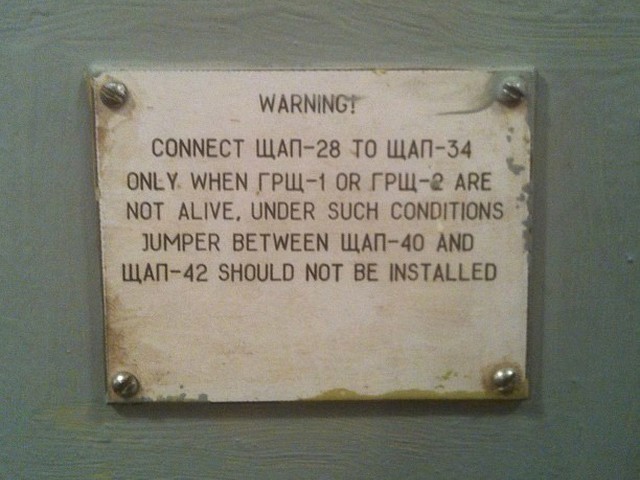 WARNING!
CONNECT ЩАП-28 TO ЩАП-34
ONLY WHEN ГРЩ-1 OR ГРЩ-2 ARE
NOT ALIVE, UNDER SUCH CONDITIONS
JUMPER BETWEEN ЩАП-40 AND
ЩАП-42 SHOULD NOT BE INSTALLED